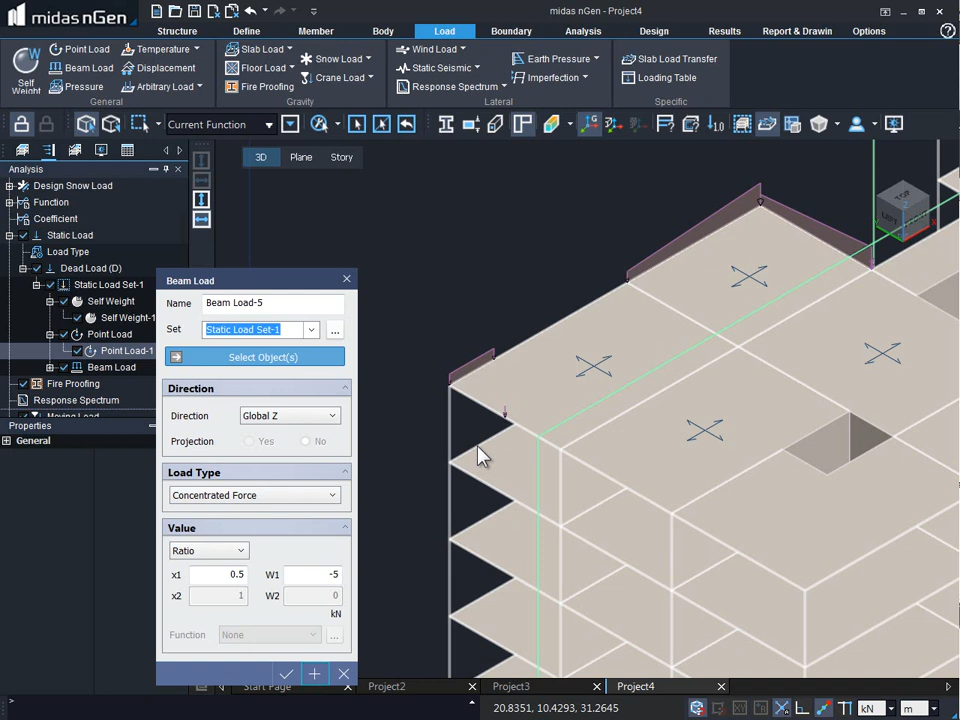 midas nGen
midas nGen - Project4
Structure Define Member Body Load Boundary Analysis Design Results Report & Drawin Options
Self Weight
Point Load
Beam Load
Pressure
Temperature
Displacement
Arbitrary Load
General
Slab Load
Floor Load
Fire Proofing
Snow Load
Crane Load
Gravity
Wind Load
Static Seismic
Response Spectrum
Earth Pressure
Imperfection
Lateral
Slab Load Transfer
Loading Table
Specific
Current Function
1.0
Analysis
Design Snow Load
Function
Coefficient
Static Load
Load Type
Dead Load (D)
Static Load Set-1
Self Weight
Self Weight-1
Point Load
Point Load-1
Beam Load
Fire Proofing
Response Spectrum
Moving Load
Properties
General
3D Plane Story
TOP
LEFT
Beam Load
Name Beam Load-5
Set Static Load Set-1 ...
Select Object(s)
Direction
Direction Global Z
Projection Yes No
Load Type
Concentrated Force
Value
Ratio
x1 0.5 W1 -5
x2 1 W2 0
kN
Function None ...
Start Page Project2 Project3 Project4
>
20.8351, 10.4293, 31.2645
kN m